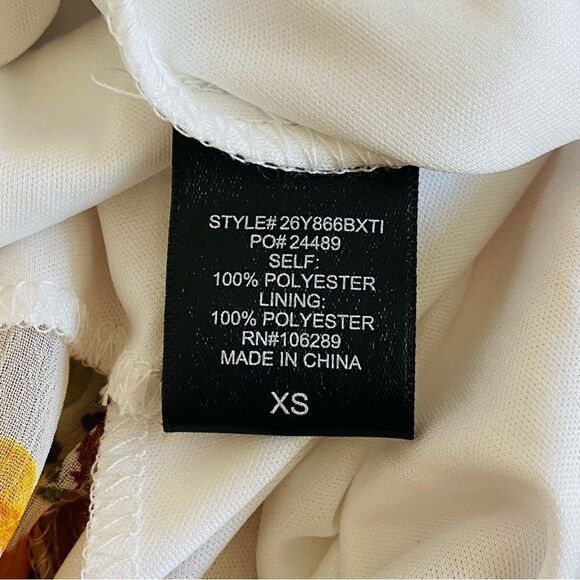 STYLE# 26Y866BXTI
PO# 24489
SELF:
100% POLYESTER
LINING:
100% POLYESTER
RN#106289
MADE IN CHINA
XS